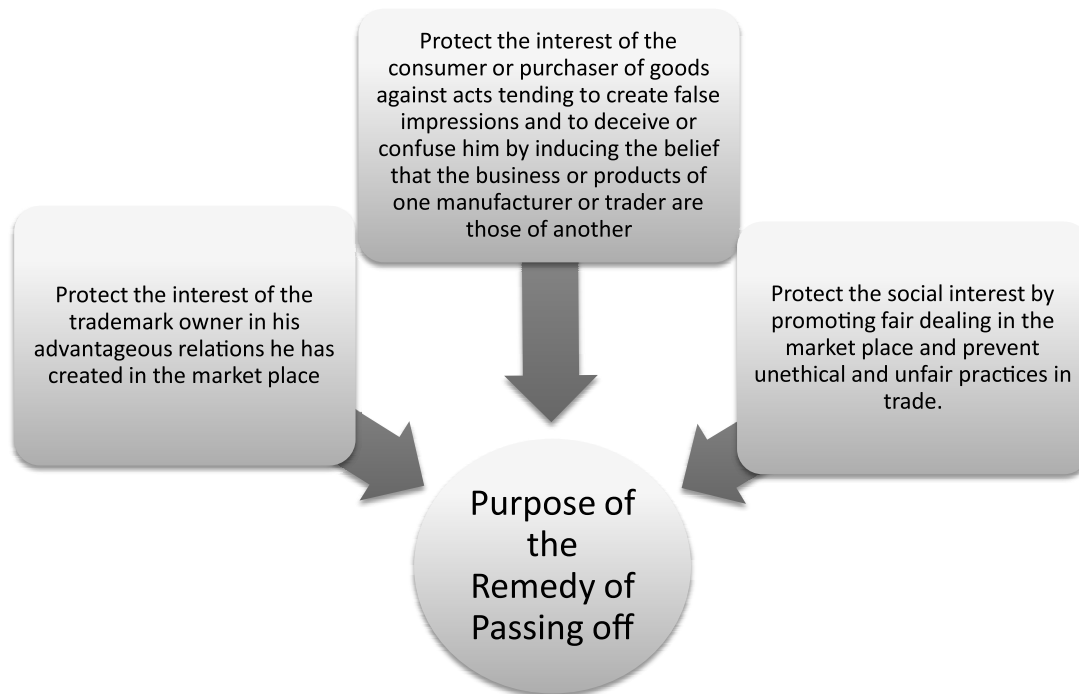 Protect the interest of the
consumer or purchaser of goods
against acts tending to create false
impressions and to deceive or
confuse him by inducing the belief
that the business or products of
one manufacturer or trader are
those of another
Protect the interest of the
trademark owner in his
advantageous relations he has
created in the market place
Protect the social interest by
promoting fair dealing in the
market place and prevent
unethical and unfair practices in
trade.
Purpose of
the
Remedy of
Passing off